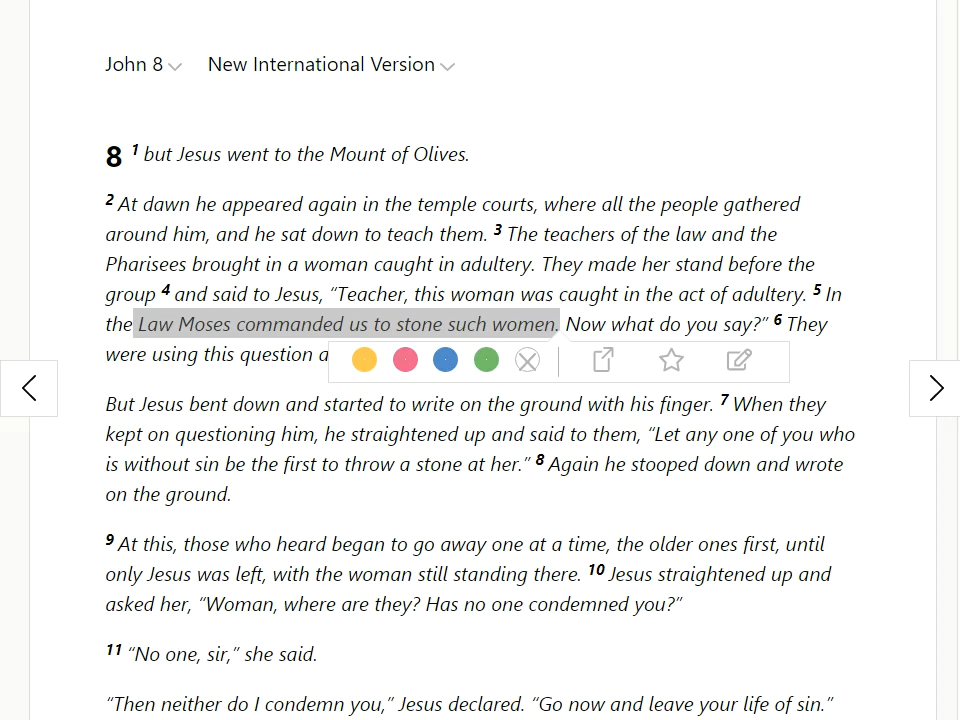 John 8 New International Version
8 1 but Jesus went to the Mount of Olives.
2 At dawn he appeared again in the temple courts, where all the people gathered
around him, and he sat down to teach them. 3 The teachers of the law and the
Pharisees brought in a woman caught in adultery. They made her stand before the
group 4 and said to Jesus, “Teacher, this woman was caught in the act of adultery. 5 In
the Law Moses commanded us to stone such women. Now what do you say?” 6 They
were using this question a
But Jesus bent down and started to write on the ground with his finger. 7 When they
kept on questioning him, he straightened up and said to them, “Let any one of you who
is without sin be the first to throw a stone at her.” 8 Again he stooped down and wrote
on the ground.
9 At this, those who heard began to go away one at a time, the older ones first, until
only Jesus was left, with the woman still standing there. 10 Jesus straightened up and
asked her, “Woman, where are they? Has no one condemned you?”
11 “No one, sir,” she said.
“Then neither do I condemn you,” Jesus declared. “Go now and leave your life of sin.”